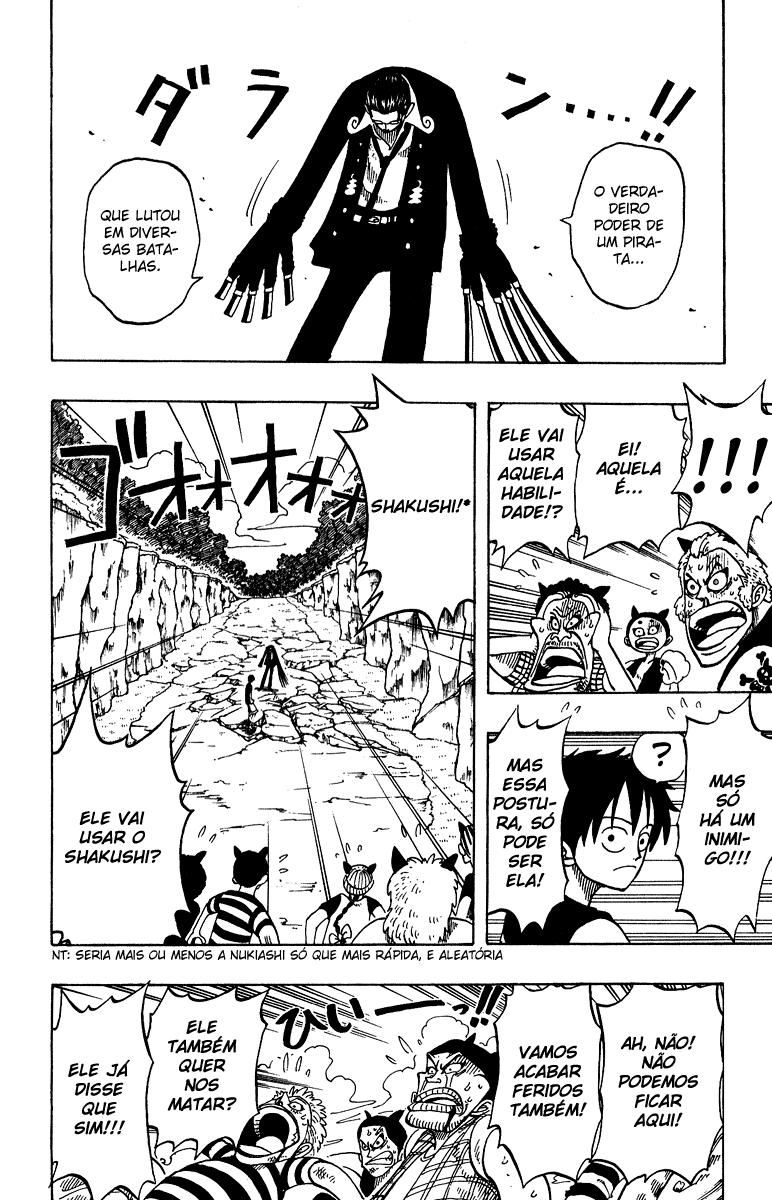 ダラン....!!
O VERDA-
DEIRO
PODER DE
UM PIRA-
TA...
QUE LUTOU
EM DIVER-
SAS BATA-
LHAS.
!!!
EI!
AQUELA
É...
ELE VAI
USAR
AQUELA
HABILI-
DADE!?
?
MAS
SÓ
HÁ UM
INIMI-
GO!!!
MAS
ESSA
POSTU-
RA, SÓ
PODE
SER
ELA!
SHAKUSHI!*
ゴオオオオ
ELE VAI
USAR O
SHAKUSHI?
NT: SERIA MAIS OU MENOS A NUKIASHI SÓ QUE MAIS RÁPIDA, E ALEATÓRIA
AH, NÃO!
NÃO
PODEMOS
FICAR
AQUI!
VAMOS
ACABAR
FERIDOS
TAMBÉM!
ひいーっ!!
ELE
TAMBÉM
QUER
NOS
MATAR?
ELE JÁ
DISSE
QUE
SIM!!!